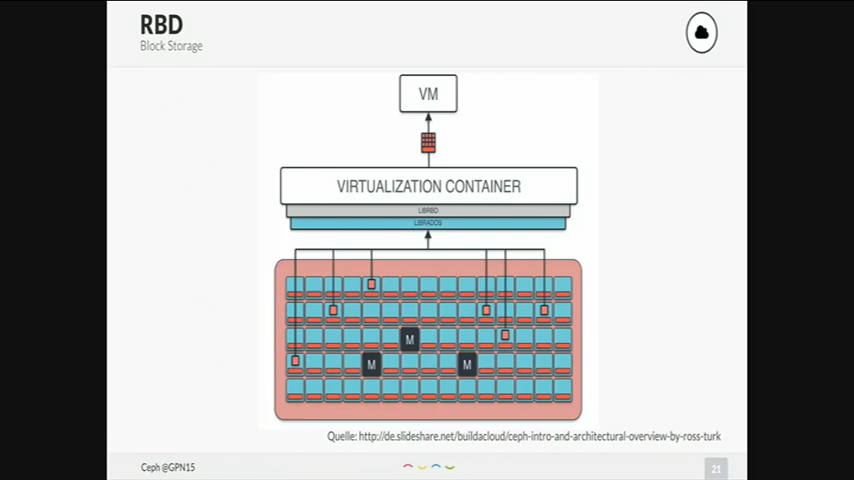 RBD
Block Storage
VM
VIRTUALIZATION CONTAINER
LIBRBD
LIBRADOS
M
M
M
Quelle: http://de.slideshare.net/buildacloud/ceph-intro-and-architectural-overview-by-ross-turk
Ceph @GPN15
21